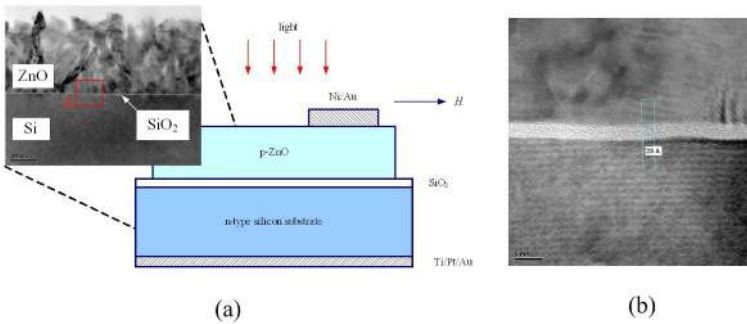 light
ZnO
Ni/Au
H
SiO₂
Si
p-ZnO
SiO₂
n-type silicon substrate
Ti/Pt/Au
(a)
(b)